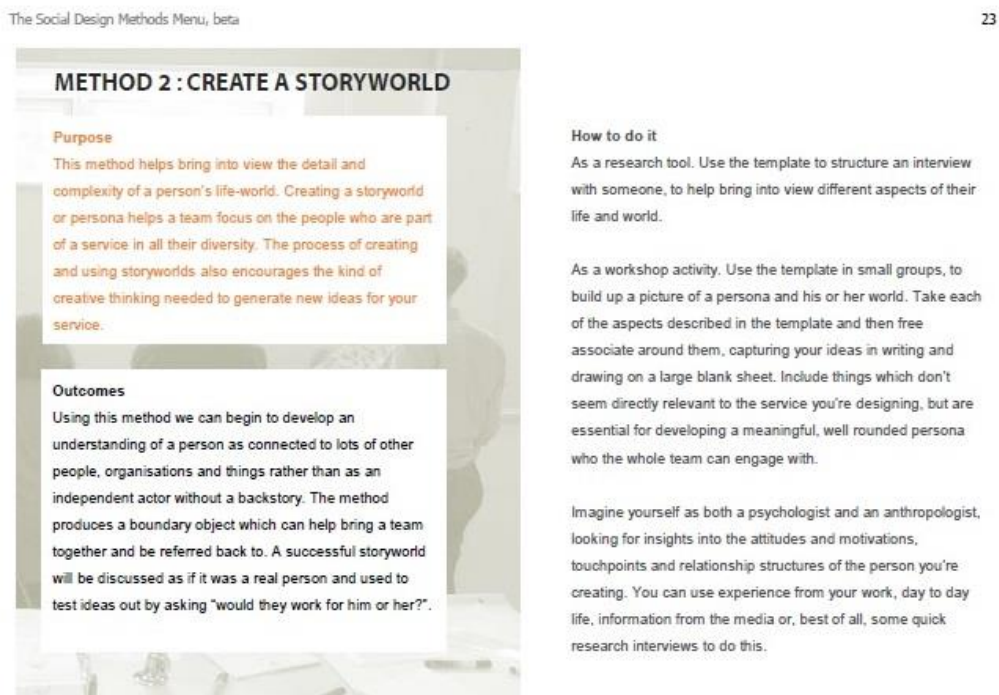 The Social Design Methods Menu, beta
23
METHOD 2 : CREATE A STORYWORLD
Purpose
This method helps bring into view the detail and
complexity of a person's life-world. Creating a storyworld
or persona helps a team focus on the people who are part
of a service in all their diversity. The process of creating
and using storyworlds also encourages the kind of
creative thinking needed to generate new ideas for your
service.
Outcomes
Using this method we can begin to develop an
understanding of a person as connected to lots of other
people, organisations and things rather than as an
independent actor without a backstory. The method
produces a boundary object which can help bring a team
together and be referred back to. A successful storyworld
will be discussed as if it was a real person and used to
test ideas out by asking "would they work for him or her?".
How to do it
As a research tool. Use the template to structure an interview
with someone, to help bring into view different aspects of their
life and world.
As a workshop activity. Use the template in small groups, to
build up a picture of a persona and his or her world. Take each
of the aspects described in the template and then free
associate around them, capturing your ideas in writing and
drawing on a large blank sheet. Include things which don't
seem directly relevant to the service you're designing, but are
essential for developing a meaningful, well rounded persona
who the whole team can engage with.
Imagine yourself as both a psychologist and an anthropologist,
looking for insights into the attitudes and motivations,
touchpoints and relationship structures of the person you're
creating. You can use experience from your work, day to day
life, information from the media or, best of all, some quick
research interviews to do this.